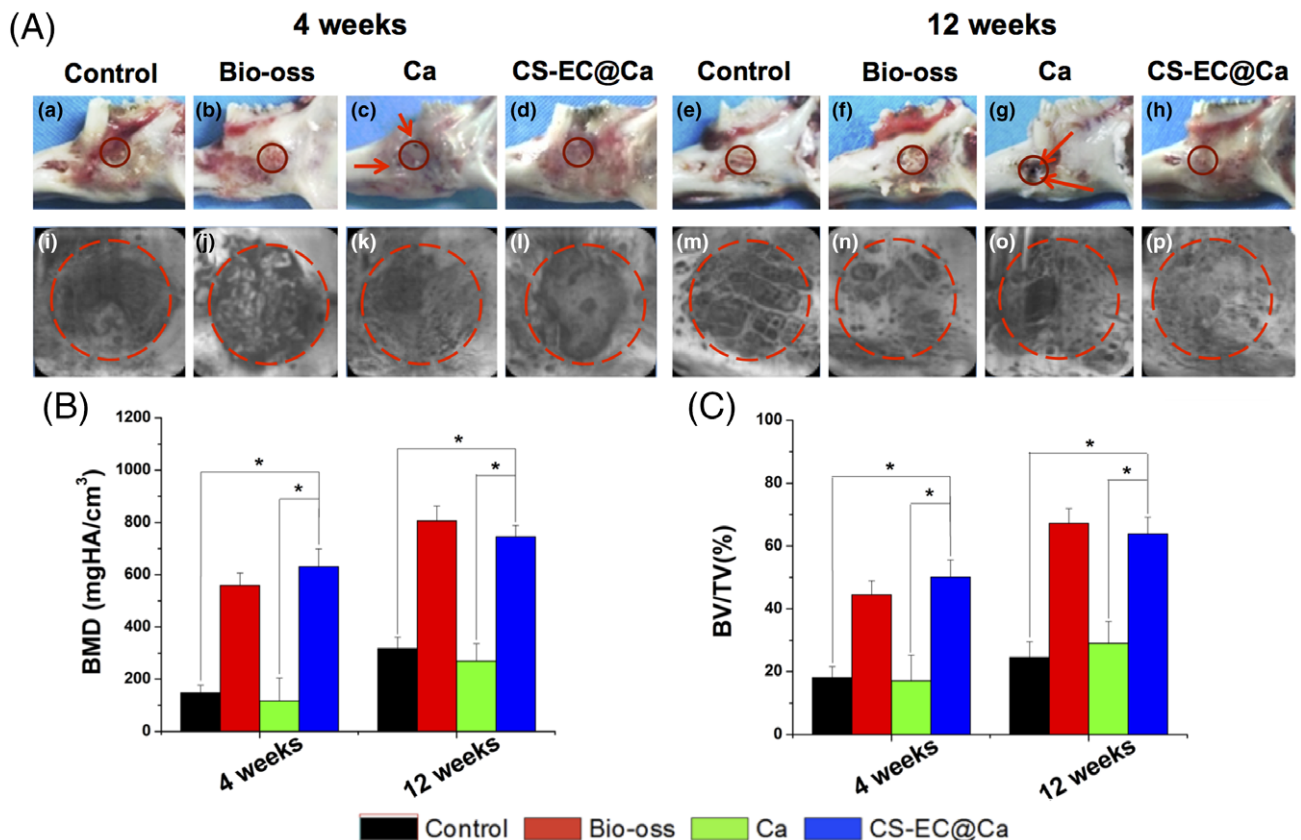 (A)
4 weeks 12 weeks
Control Bio-oss Ca CS-EC@Ca Control Bio-oss Ca CS-EC@Ca
(a) (b) (c) (d) (e) (f) (g) (h)
(i) (j) (k) (l) (m) (n) (o) (p)
(B)
BMD (mgHA/cm³)
1200
1000
800
600
400
200
0
* * * *
4 weeks 12 weeks
(C)
BV/TV(%)
100
80
60
40
20
0
* * * *
4 weeks 12 weeks
Control Bio-oss Ca CS-EC@Ca